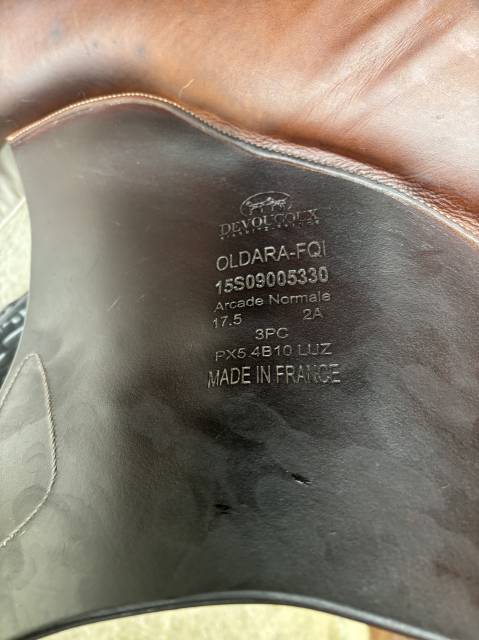 DEVOUCOUX
OLDARA-FQI
15S09005330
Arcade Normale
17.5 2A
3PC
PX5.4B10 LUZ
MADE IN FRANCE